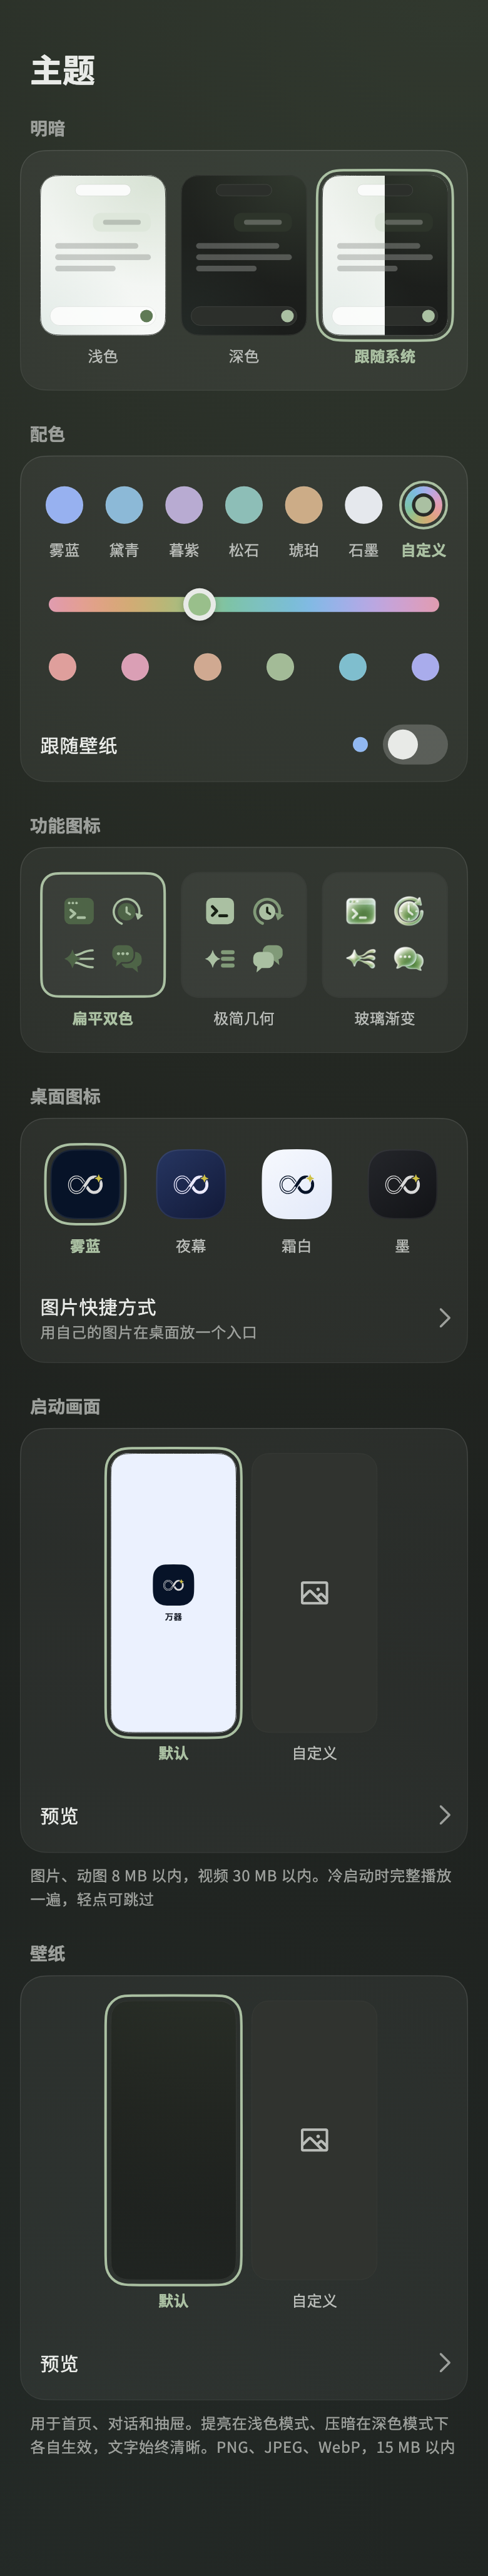 主题
明暗
浅色
深色
跟随系统
配色
雾蓝
黛青
暮紫
松石
琥珀
石墨
自定义
跟随壁纸
功能图标
扁平双色
极简几何
玻璃渐变
桌面图标
雾蓝
夜幕
霜白
墨
图片快捷方式
用自己的图片在桌面放一个入口
启动画面
万器
默认
自定义
预览
图片、动图 8 MB 以内，视频 30 MB 以内。冷启动时完整播放
一遍，轻点可跳过
壁纸
默认
自定义
预览
用于首页、对话和抽屉。提亮在浅色模式、压暗在深色模式下
各自生效，文字始终清晰。PNG、JPEG、WebP，15 MB 以内